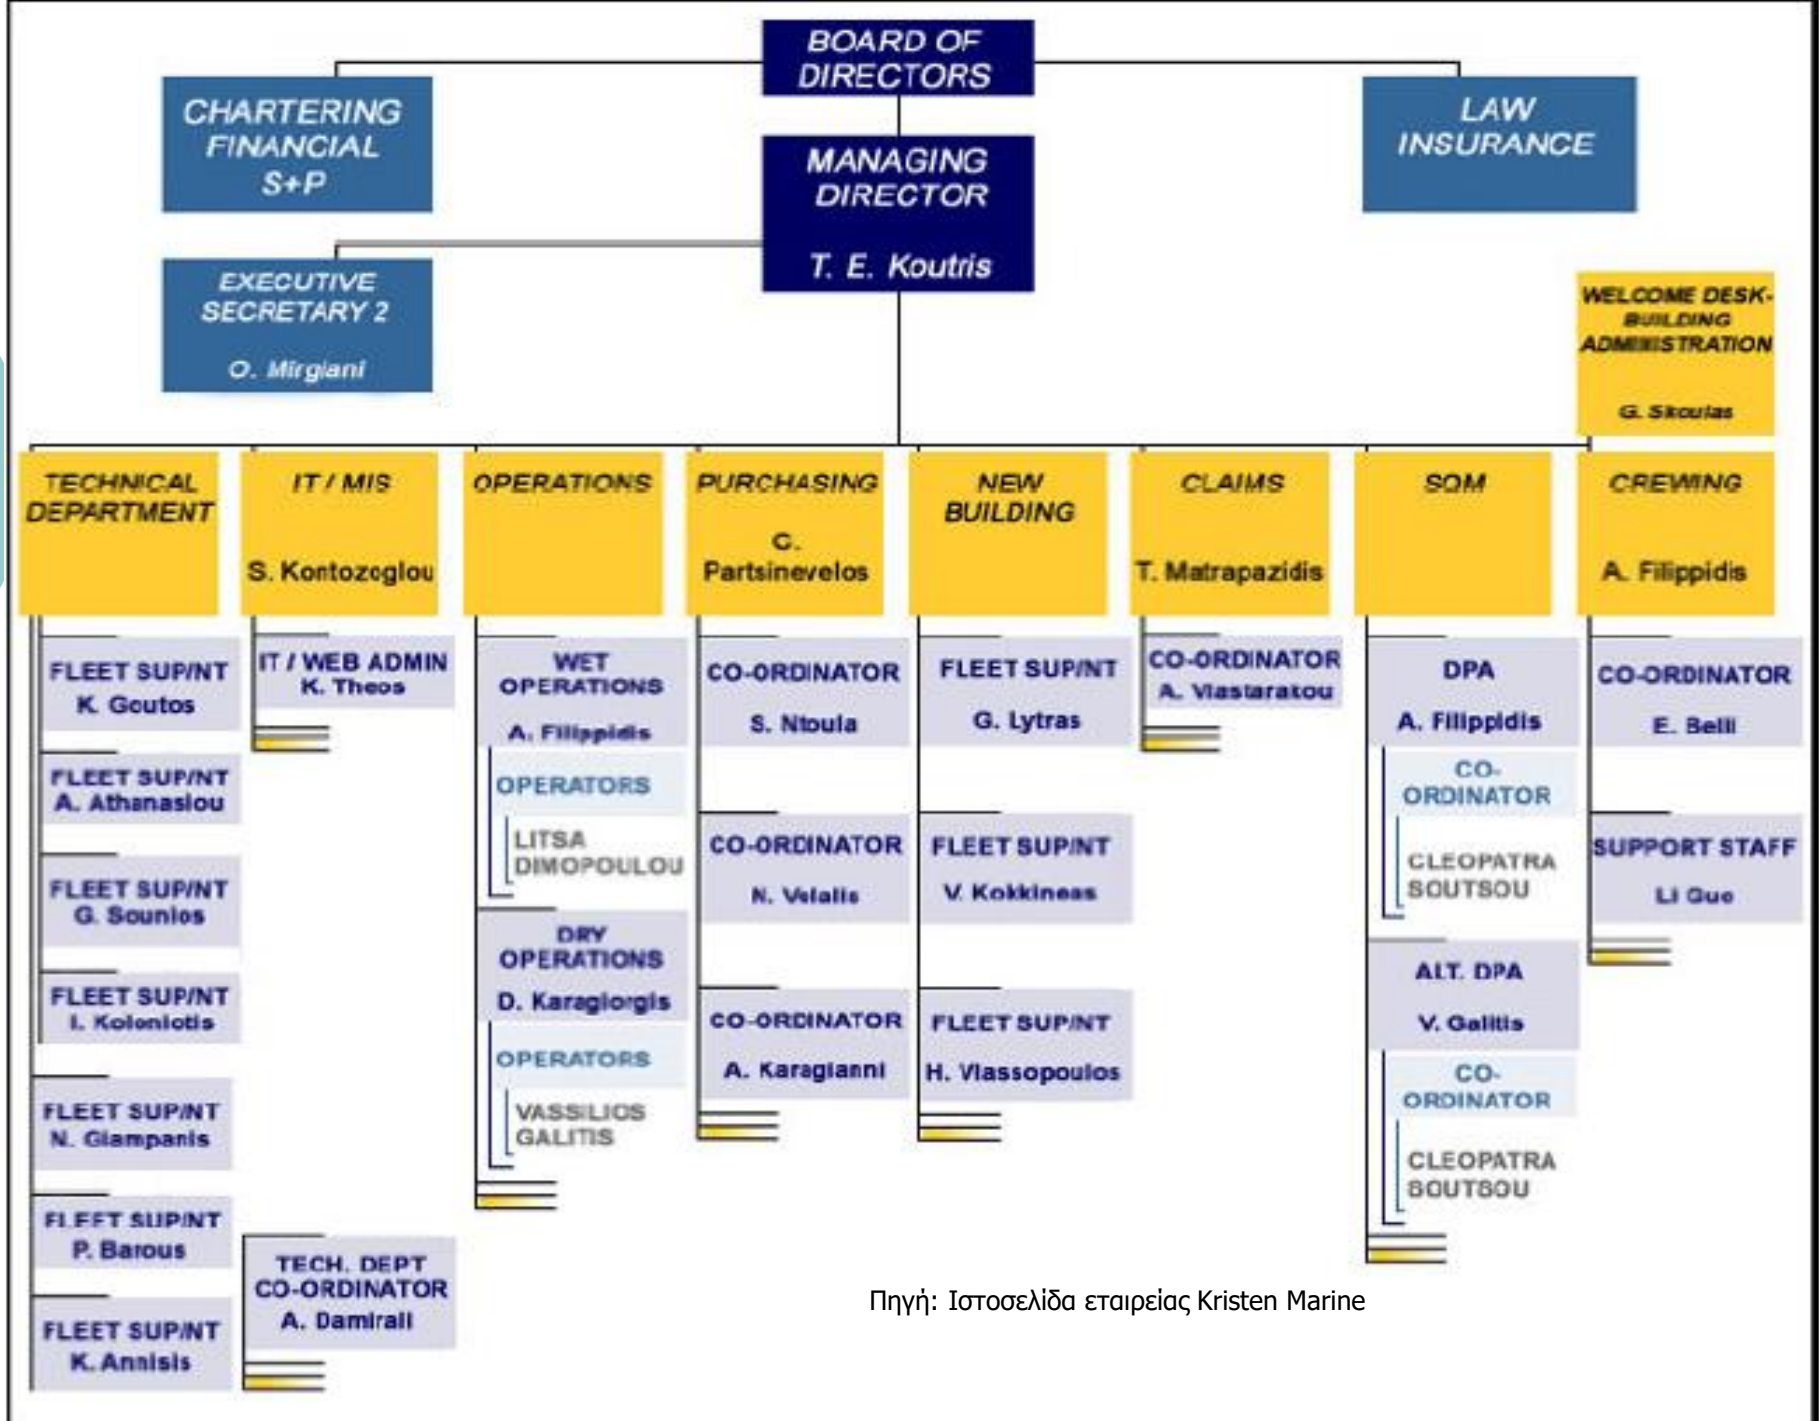 BOARD OF
DIRECTORS
CHARTERING
FINANCIAL
S+P
LAW
INSURANCE
MANAGING
DIRECTOR
T. E. Koutris
EXECUTIVE
SECRETARY 2
O. Mirgiani
WELCOME DESK-
BUILDING
ADMINISTRATION
G. Skoulas
TECHNICAL
DEPARTMENT
IT / MIS
S. Kontozoglou
OPERATIONS
PURCHASING
C.
Partsinevelos
NEW
BUILDING
CLAIMS
T. Matrapazidis
SQM
CREWING
A. Filippidis
FLEET SUP/NT
K. Goutos
FLEET SUP/NT
A. Athanasiou
FLEET SUP/NT
G. Sounios
FLEET SUP/NT
I. Koloniotis
FLEET SUP/NT
N. Giampanis
FLEET SUP/NT
P. Barous
FLEET SUP/NT
K. Annisis
IT / WEB ADMIN
K. Theos
TECH. DEPT
CO-ORDINATOR
A. Damirali
WET
OPERATIONS
A. Filippidis
OPERATORS
LITSA
DIMOPOULOU
DRY
OPERATIONS
D. Karagiorgis
OPERATORS
VASSILIOS
GALITIS
CO-ORDINATOR
S. Ntoula
CO-ORDINATOR
N. Velalis
CO-ORDINATOR
A. Karagianni
FLEET SUP/NT
G. Lytras
FLEET SUP/NT
V. Kokkineas
FLEET SUP/NT
H. Vlassopoulos
CO-ORDINATOR
A. Vlastarakou
DPA
A. Filippidis
CO-
ORDINATOR
CLEOPATRA
SOUTSOU
ALT. DPA
V. Galitis
CO-
ORDINATOR
CLEOPATRA
SOUTSOU
CO-ORDINATOR
E. Belli
SUPPORT STAFF
Li Guo
Πηγή: Ιστοσελίδα εταιρείας Kristen Marine